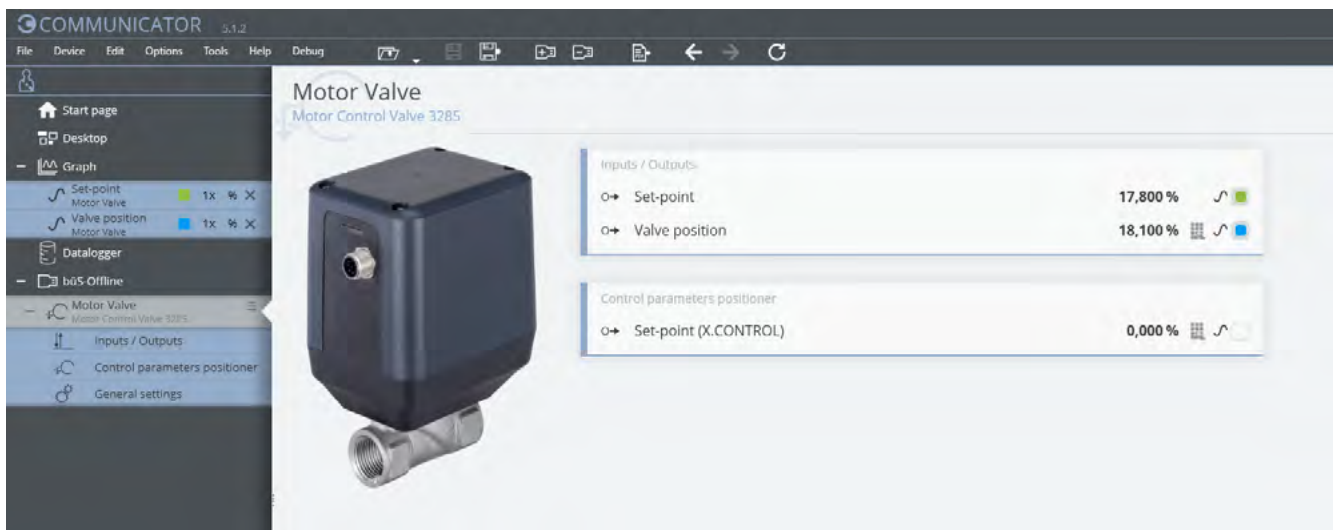 COMMUNICATOR 5.1.2
File Device Edit Options Tools Help Debug
Start page
Desktop
Graph
Set-point
Motor Valve
1x %
Valve position
Motor Valve
1x %
Datalogger
büS Offline
Motor Valve
Motor Control Valve 3285
Inputs / Outputs
Control parameters positioner
General settings
Motor Valve
Motor Control Valve 3285
Inputs / Outputs
Set-point 17,800 %
Valve position 18,100 %
Control parameters positioner
Set-point (X.CONTROL) 0,000 %